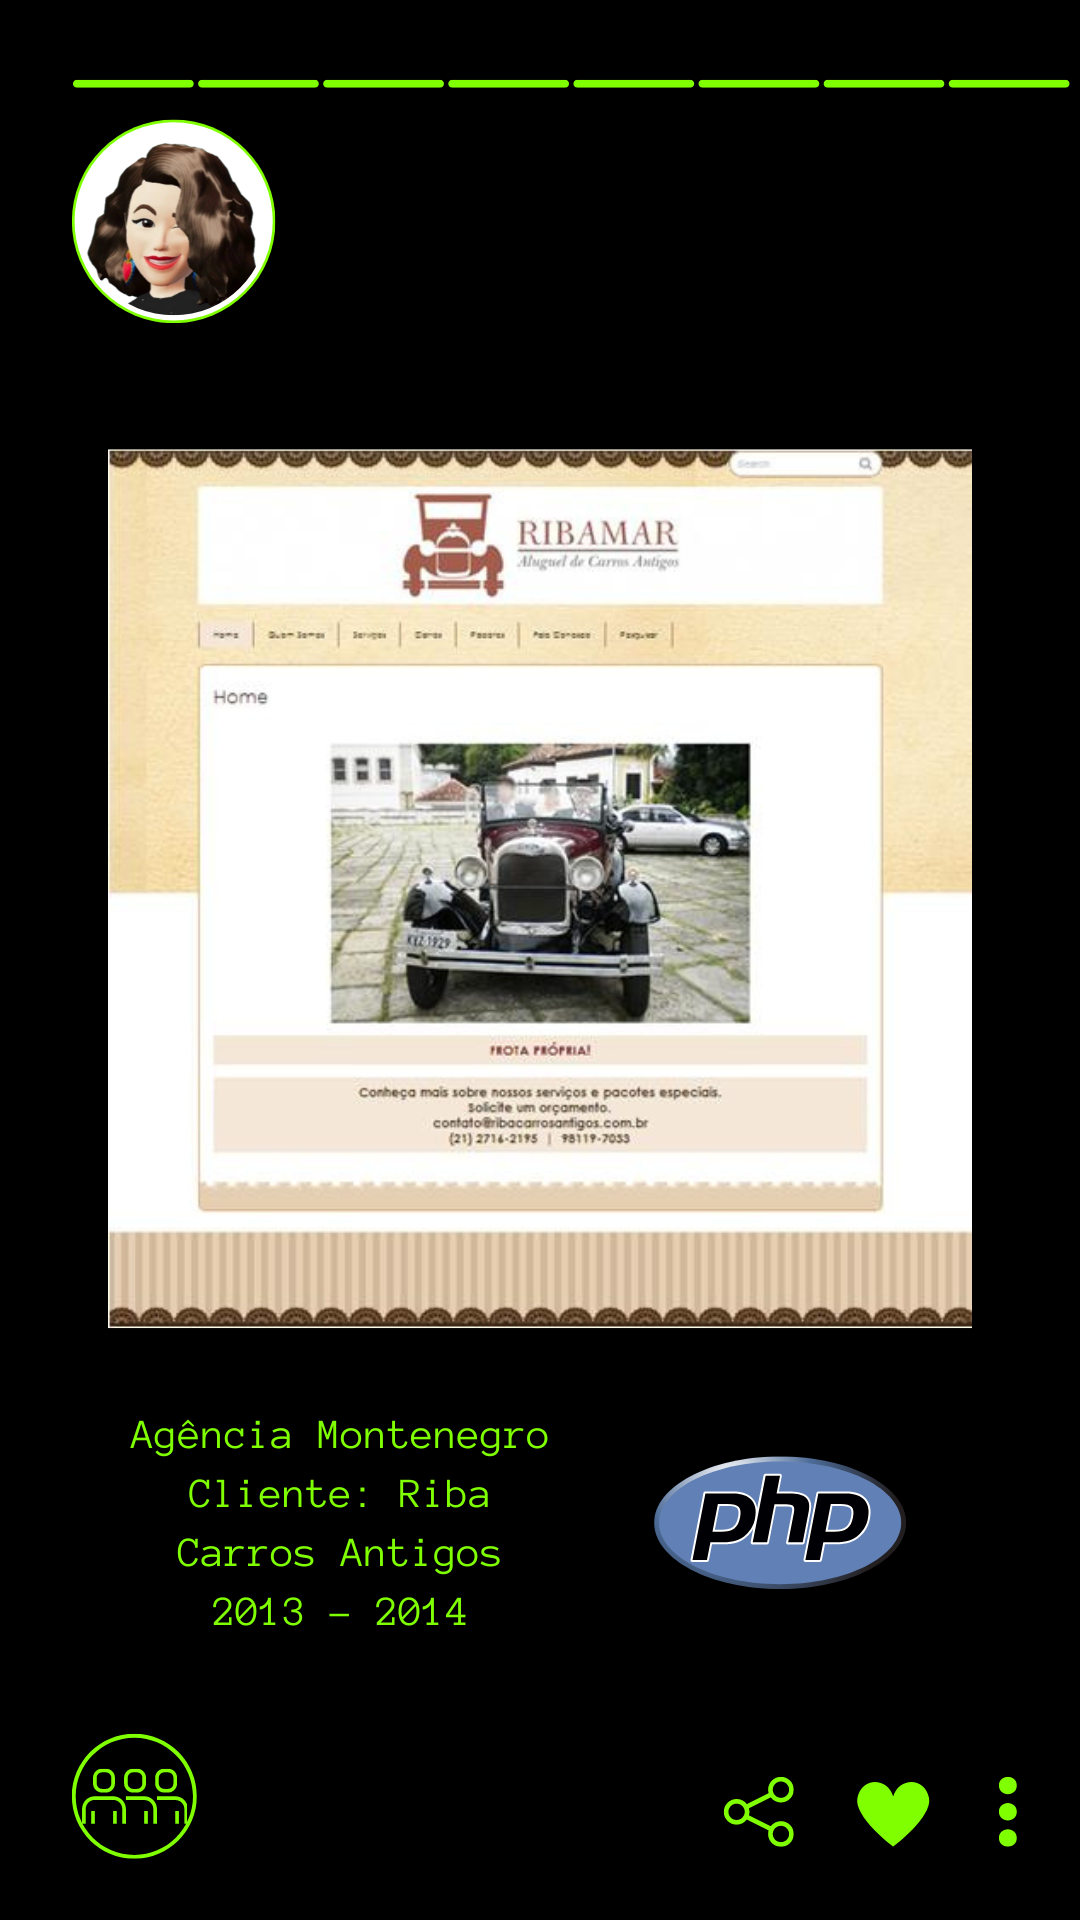 Search
RIBAMAR
Aluguel de Carros Antigos
Home
Quem Somos
Serviços
Carros
Pacotes
Fale Conosco
Pesquisar
Home
KYZ-1929
FROTA PRÓPRIA!
Conheça mais sobre nossos serviços e pacotes especiais.
Solicite um orçamento.
contato@ribacarrosantigos.com.br
(21) 2716-2195 | 98119-7033
Agência Montenegro
Cliente: Riba
Carros Antigos
2013 - 2014
php